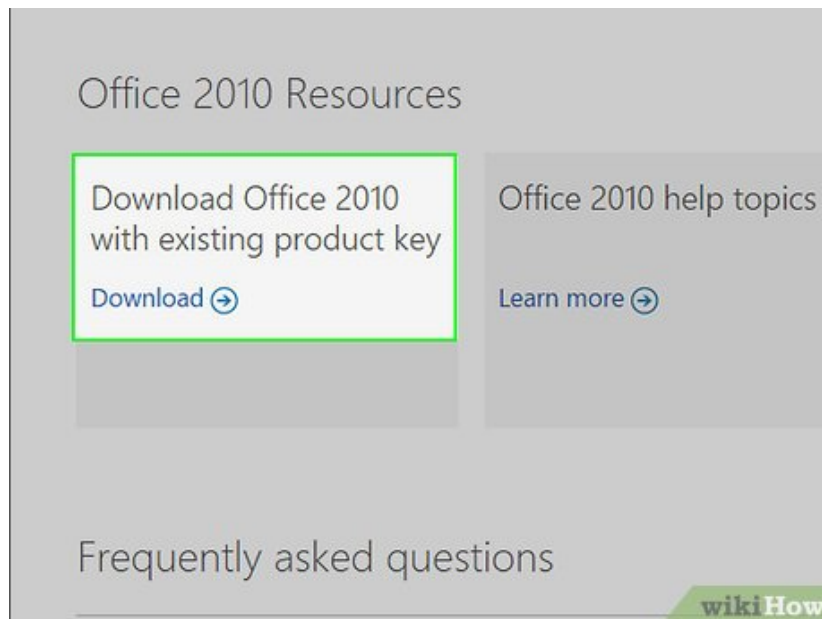 Office 2010 Resources
Download Office 2010
with existing product key
Download
Office 2010 help topics
Learn more
Frequently asked questions
wikiHow